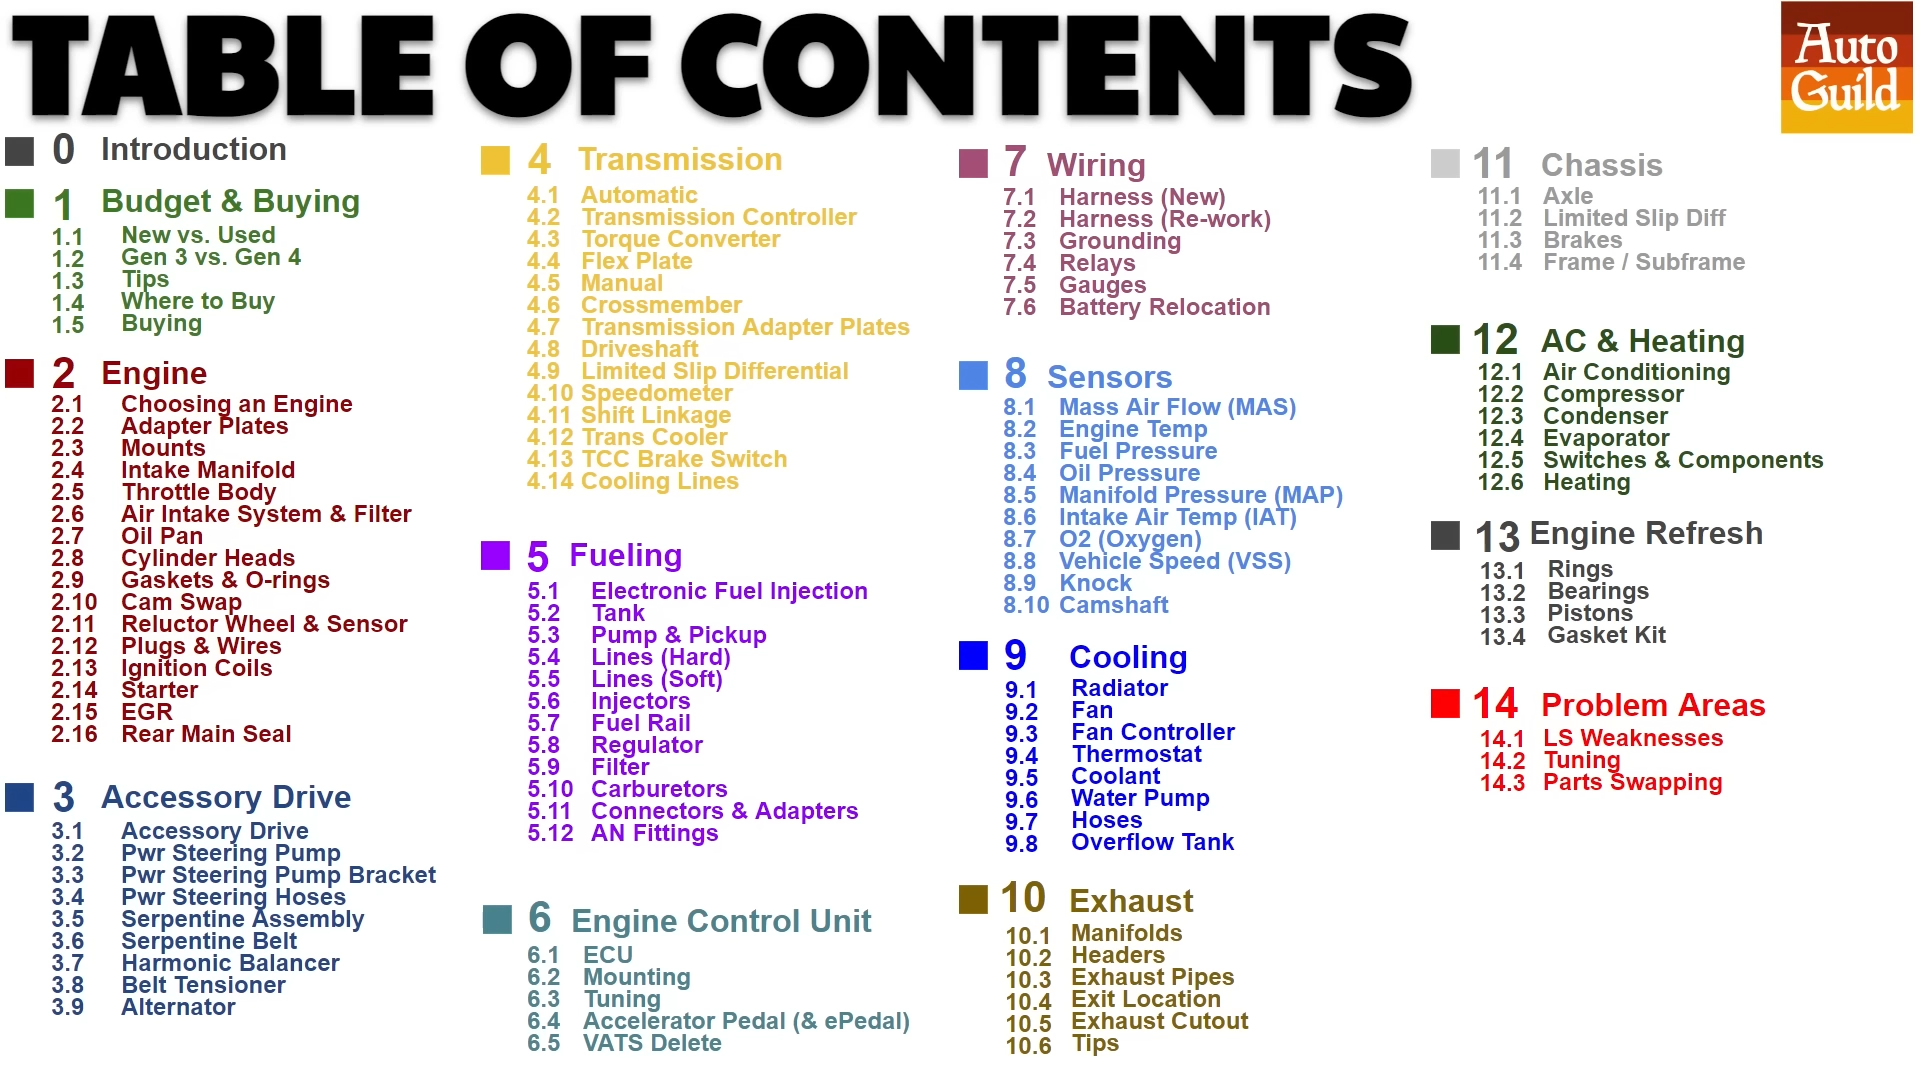 TABLE OF CONTENTS
Auto
Guild
0 Introduction
1 Budget & Buying
1.1 New vs. Used
1.2 Gen 3 vs. Gen 4
1.3 Tips
1.4 Where to Buy
1.5 Buying
2 Engine
2.1 Choosing an Engine
2.2 Adapter Plates
2.3 Mounts
2.4 Intake Manifold
2.5 Throttle Body
2.6 Air Intake System & Filter
2.7 Oil Pan
2.8 Cylinder Heads
2.9 Gaskets & O-rings
2.10 Cam Swap
2.11 Reluctor Wheel & Sensor
2.12 Plugs & Wires
2.13 Ignition Coils
2.14 Starter
2.15 EGR
2.16 Rear Main Seal
3 Accessory Drive
3.1 Accessory Drive
3.2 Pwr Steering Pump
3.3 Pwr Steering Pump Bracket
3.4 Pwr Steering Hoses
3.5 Serpentine Assembly
3.6 Serpentine Belt
3.7 Harmonic Balancer
3.8 Belt Tensioner
3.9 Alternator
4 Transmission
4.1 Automatic
4.2 Transmission Controller
4.3 Torque Converter
4.4 Flex Plate
4.5 Manual
4.6 Crossmember
4.7 Transmission Adapter Plates
4.8 Driveshaft
4.9 Limited Slip Differential
4.10 Speedometer
4.11 Shift Linkage
4.12 Trans Cooler
4.13 TCC Brake Switch
4.14 Cooling Lines
5 Fueling
5.1 Electronic Fuel Injection
5.2 Tank
5.3 Pump & Pickup
5.4 Lines (Hard)
5.5 Lines (Soft)
5.6 Injectors
5.7 Fuel Rail
5.8 Regulator
5.9 Filter
5.10 Carburetors
5.11 Connectors & Adapters
5.12 AN Fittings
6 Engine Control Unit
6.1 ECU
6.2 Mounting
6.3 Tuning
6.4 Accelerator Pedal (& ePedal)
6.5 VATS Delete
7 Wiring
7.1 Harness (New)
7.2 Harness (Re-work)
7.3 Grounding
7.4 Relays
7.5 Gauges
7.6 Battery Relocation
8 Sensors
8.1 Mass Air Flow (MAS)
8.2 Engine Temp
8.3 Fuel Pressure
8.4 Oil Pressure
8.5 Manifold Pressure (MAP)
8.6 Intake Air Temp (IAT)
8.7 O2 (Oxygen)
8.8 Vehicle Speed (VSS)
8.9 Knock
8.10 Camshaft
9 Cooling
9.1 Radiator
9.2 Fan
9.3 Fan Controller
9.4 Thermostat
9.5 Coolant
9.6 Water Pump
9.7 Hoses
9.8 Overflow Tank
10 Exhaust
10.1 Manifolds
10.2 Headers
10.3 Exhaust Pipes
10.4 Exit Location
10.5 Exhaust Cutout
10.6 Tips
11 Chassis
11.1 Axle
11.2 Limited Slip Diff
11.3 Brakes
11.4 Frame / Subframe
12 AC & Heating
12.1 Air Conditioning
12.2 Compressor
12.3 Condenser
12.4 Evaporator
12.5 Switches & Components
12.6 Heating
13 Engine Refresh
13.1 Rings
13.2 Bearings
13.3 Pistons
13.4 Gasket Kit
14 Problem Areas
14.1 LS Weaknesses
14.2 Tuning
14.3 Parts Swapping